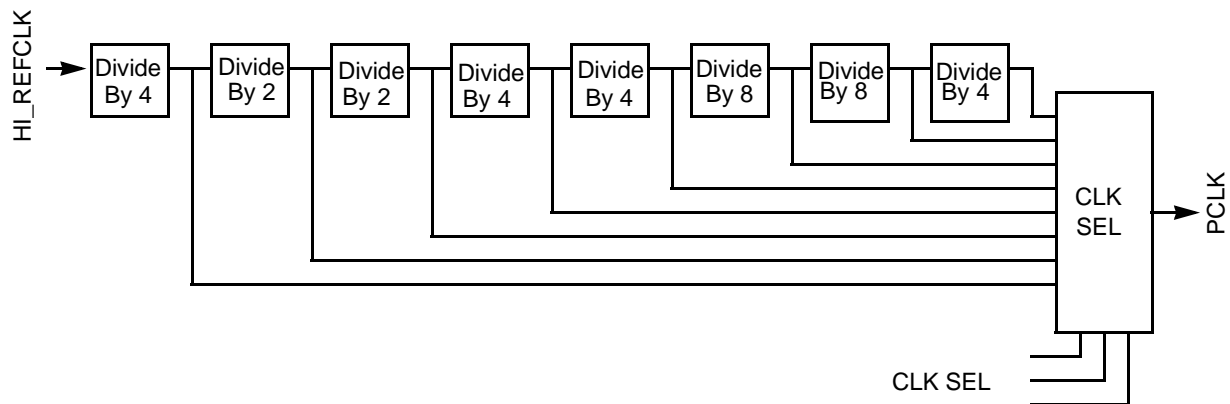 HI_REFCLK
Divide
By 4
Divide
By 2
Divide
By 2
Divide
By 4
Divide
By 4
Divide
By 8
Divide
By 8
Divide
By 4
CLK
SEL
PCLK
CLK SEL